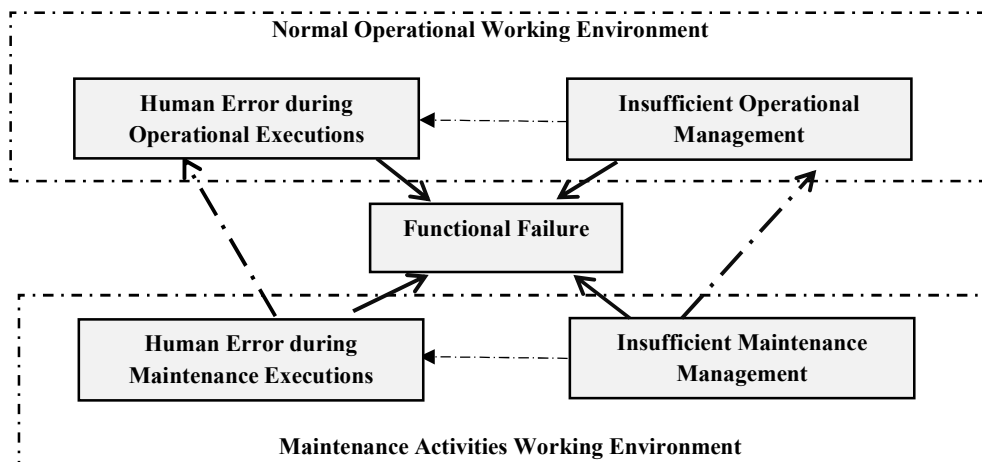 Normal Operational Working Environment
Human Error during
Operational Executions
Insufficient Operational
Management
Functional Failure
Human Error during
Maintenance Executions
Insufficient Maintenance
Management
Maintenance Activities Working Environment